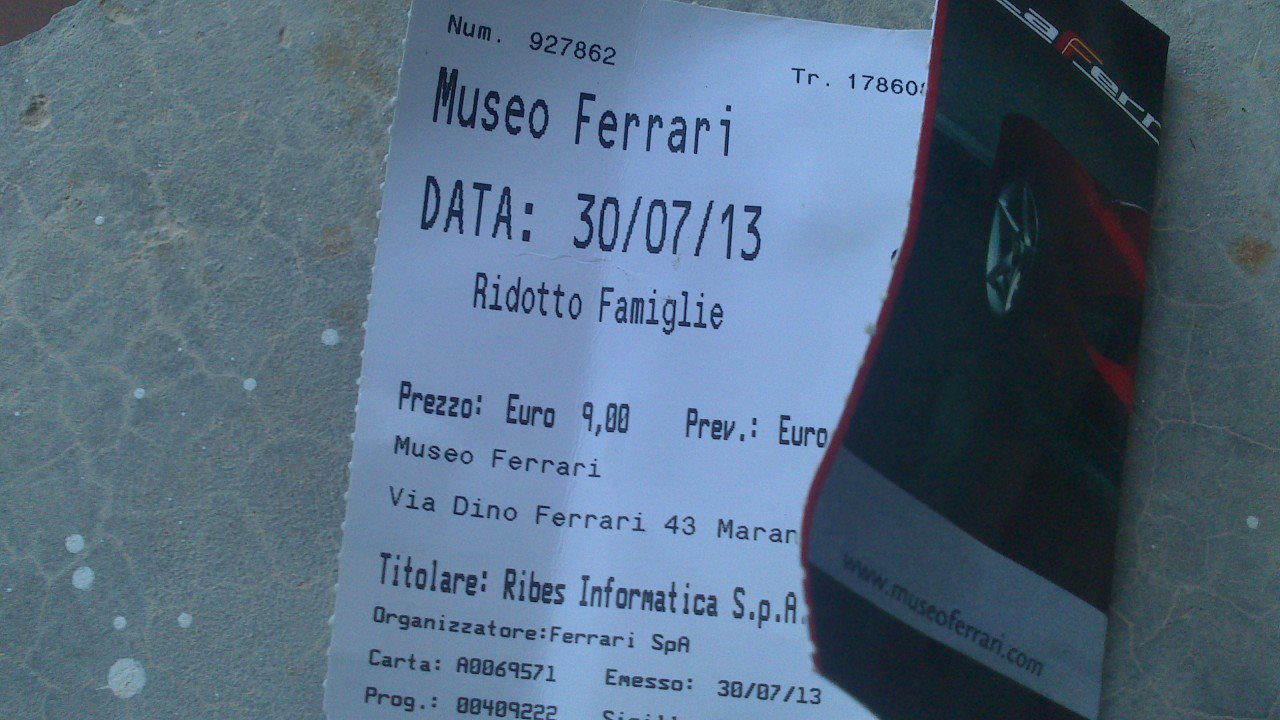 Num. 927862
Tr. 17860
Museo Ferrari
DATA: 30/07/13
Ridotto Famiglie
Prezzo: Euro 9,00 Prev.: Euro
Museo Ferrari
Via Dino Ferrari 43 Maran
Titolare: Ribes Informatica S.p.A.
Organizzatore:Ferrari SpA
Carta: A0069571 Emesso: 30/07/13
Prog.: 00409222
LaFerr
www.museoferrari.com